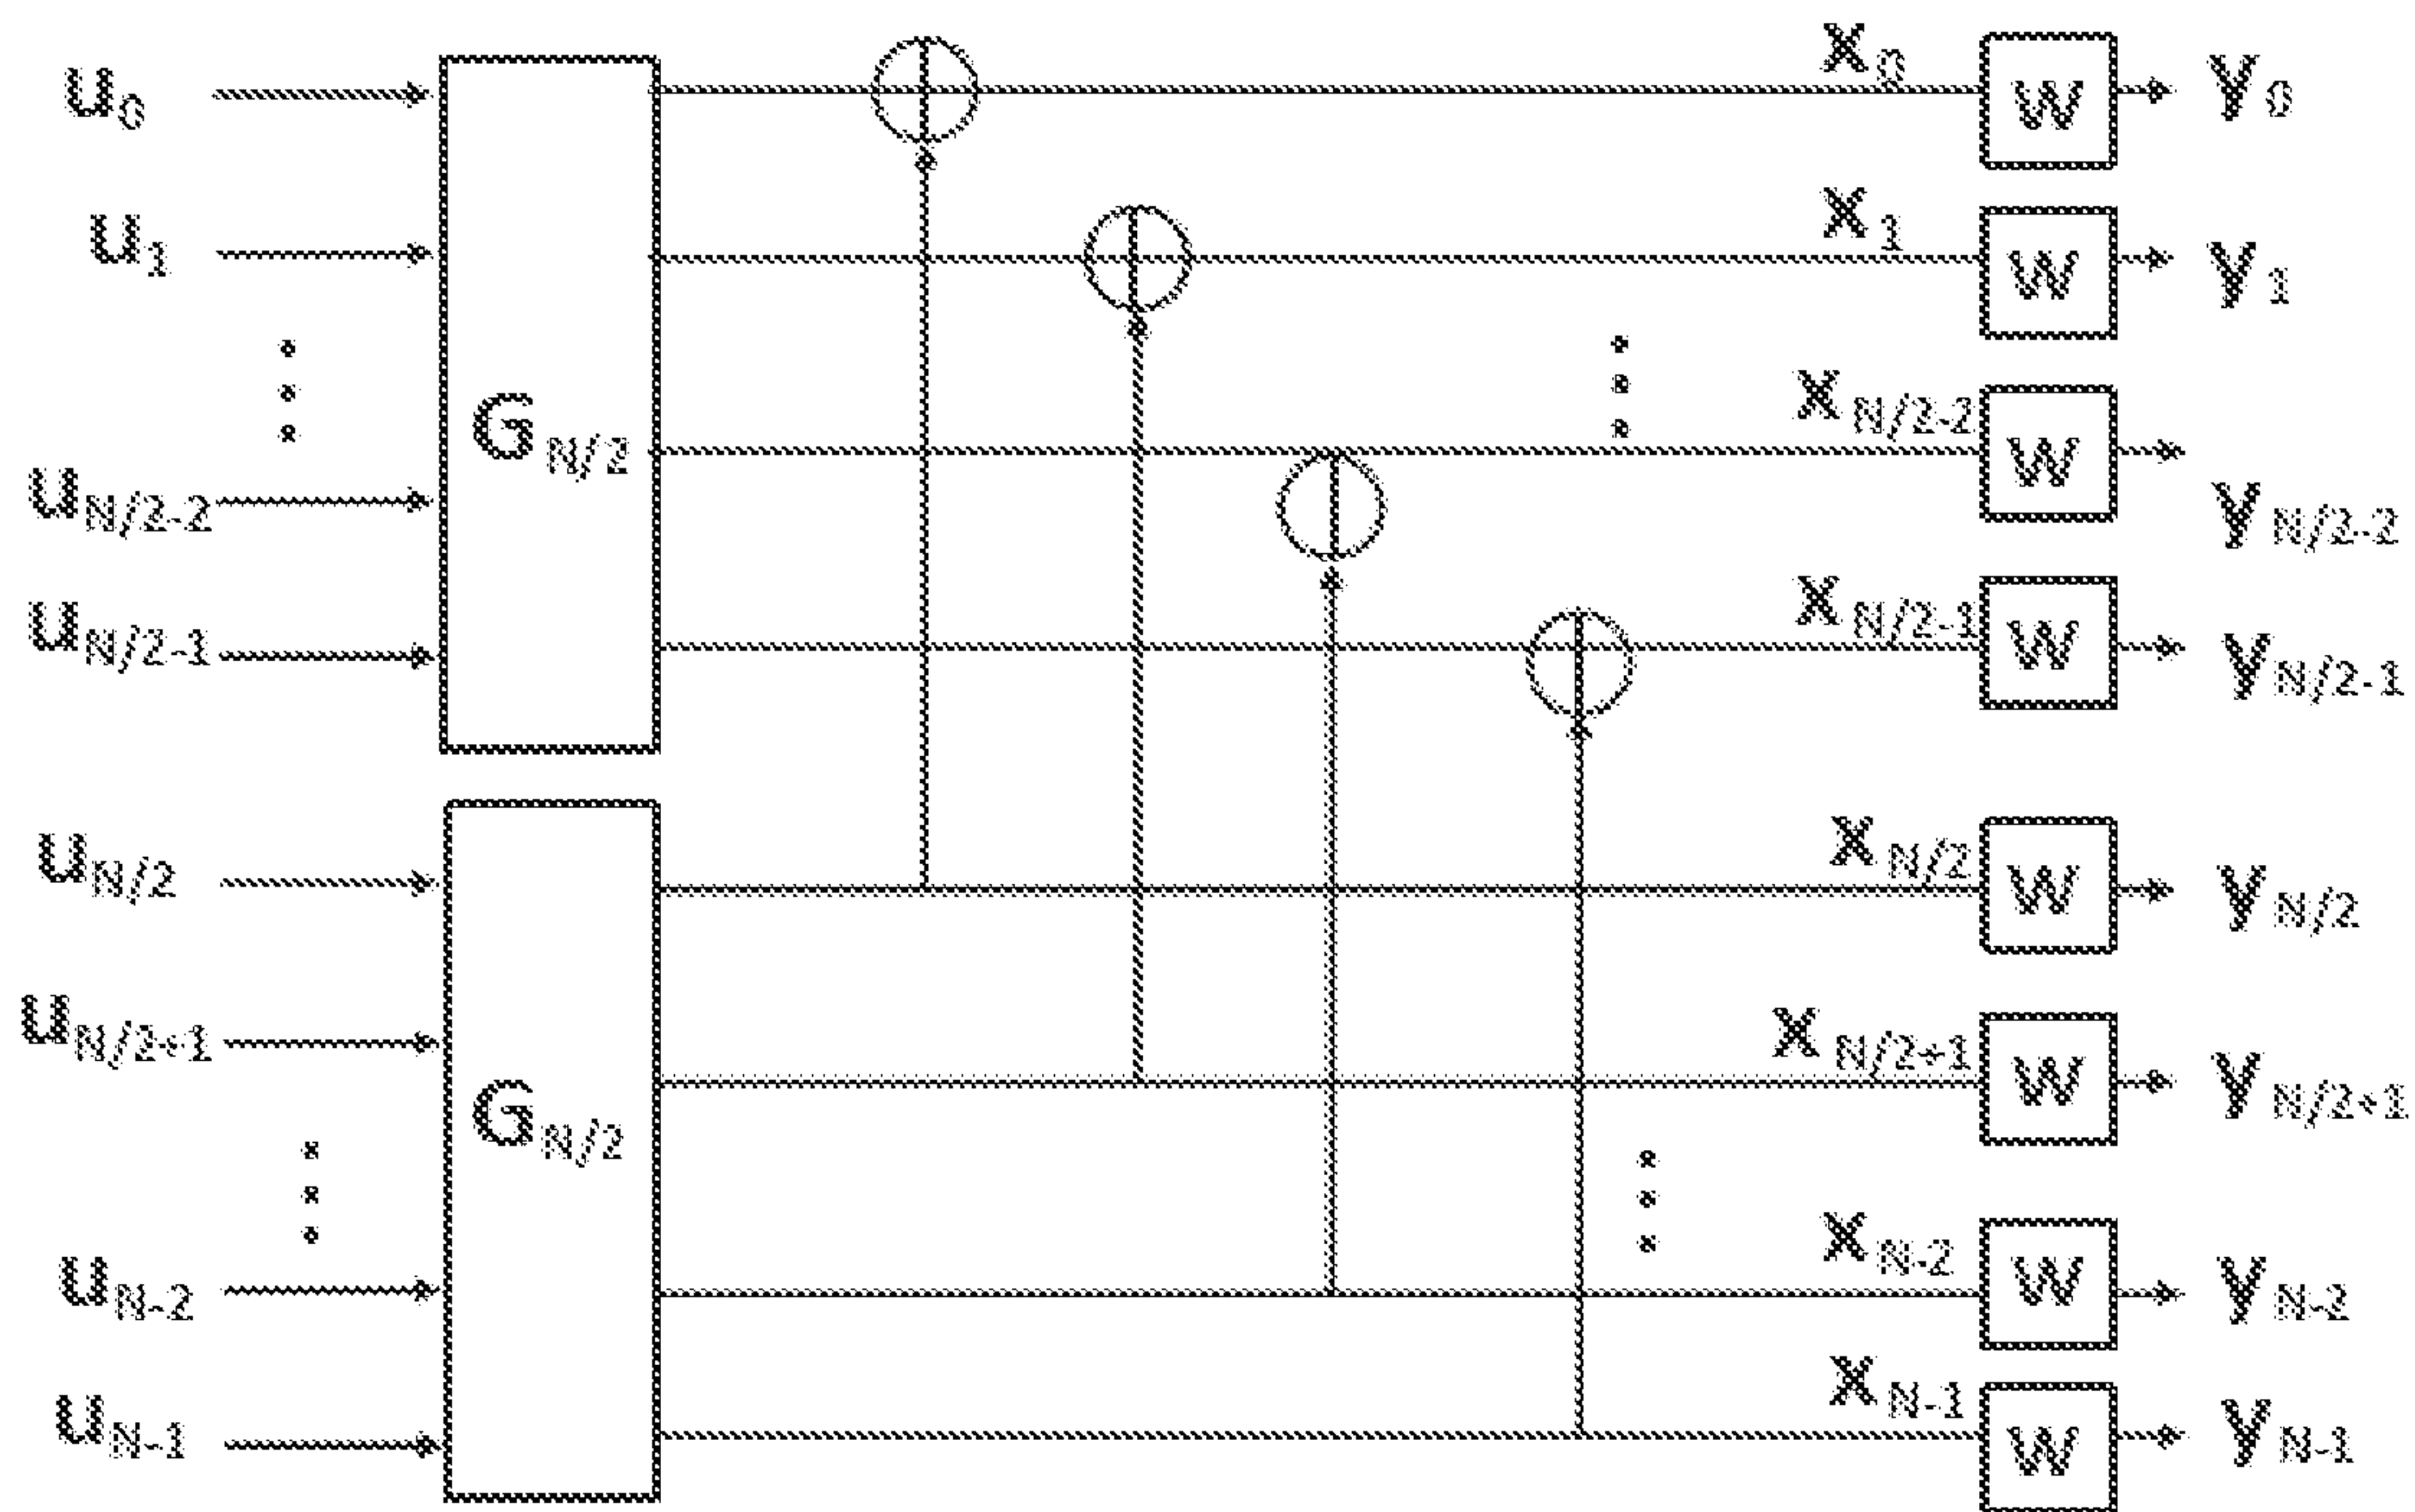 u0 x0 W y0
u1 x1 W y1
GN/2
xN/2-2 W yN/2-2
uN/2-2
uN/2-1 xN/2-1 W yN/2-1
uN/2 xN/2 W yN/2
uN/2+1 xN/2+1 W yN/2+1
GN/2
uN-2 xN-2 W yN-2
uN-1 xN-1 W yN-1